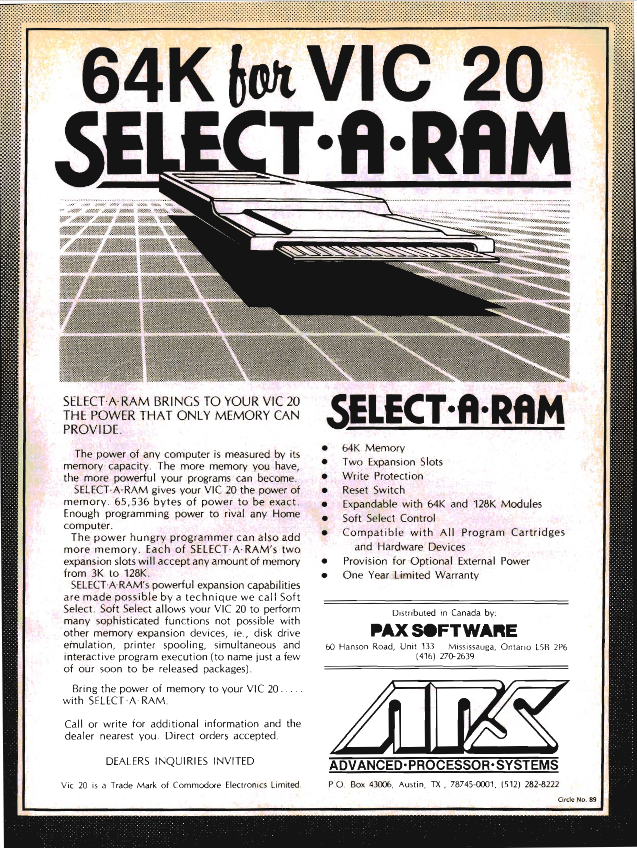 64K for VIC 20
SELECT·A·RAM
SELECT·A·RAM BRINGS TO YOUR VIC 20
THE POWER THAT ONLY MEMORY CAN
PROVIDE.
The power of any computer is measured by its
memory capacity. The more memory you have,
the more powerful your programs can become.
SELECT·A·RAM gives your VIC 20 the power of
memory. 65,536 bytes of power to be exact.
Enough programming power to rival any Home
computer.
The power hungry programmer can also add
more memory. Each of SELECT·A·RAM's two
expansion slots will accept any amount of memory
from 3K to 128K.
SELECT·A·RAM's powerful expansion capabilities
are made possible by a technique we call Soft
Select. Soft Select allows your VIC 20 to perform
many sophisticated functions not possible with
other memory expansion devices, ie., disk drive
emulation, printer spooling, simultaneous and
interactive program execution (to name just a few
of our soon to be released packages).
Bring the power of memory to your VIC 20 . . . . .
with SELECT·A·RAM.
Call or write for additional information and the
dealer nearest you. Direct orders accepted.
DEALERS INQUIRIES INVITED
Vic 20 is a Trade Mark of Commodore Electronics Limited.
SELECT·A·RAM
● 64K Memory
● Two Expansion Slots
● Write Protection
● Reset Switch
● Expandable with 64K and 128K Modules
● Soft Select Control
● Compatible with All Program Cartridges
and Hardware Devices
● Provision for Optional External Power
● One Year Limited Warranty
Distributed in Canada by:
PAX SOFTWARE
60 Hanson Road, Unit 133 Mississauga, Ontario L5B 2P6
(416) 270-2639
APS
ADVANCED·PROCESSOR·SYSTEMS
P.O. Box 43006, Austin, TX., 78745-0001, (512) 282-8222
Circle No. 89